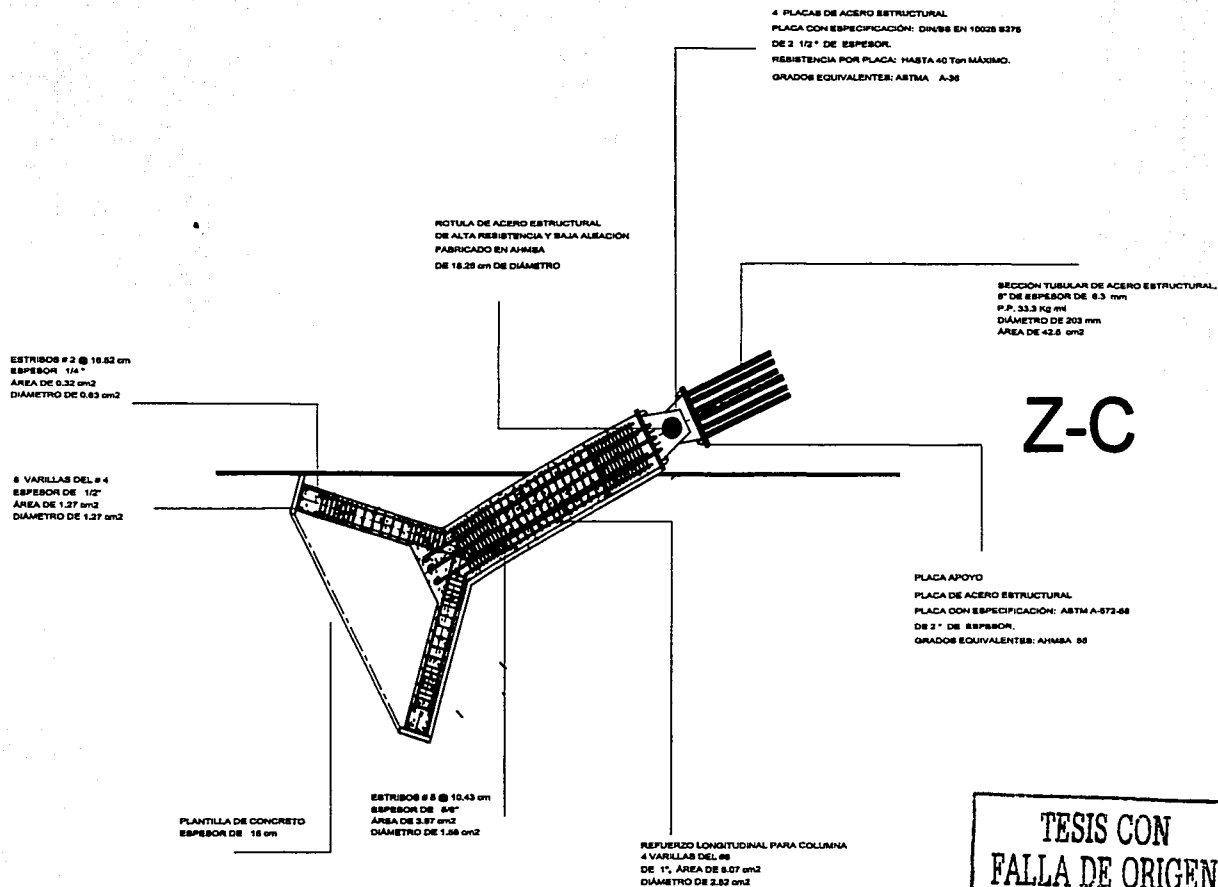 4 PLACAS DE ACERO ESTRUCTURAL
PLACA CON ESPECIFICACIÓN: DIN/BS EN 10025 S275
DE 2 1/2" DE ESPESOR.
RESISTENCIA POR PLACA: HASTA 40 Ton MÁXIMO.
GRADOS EQUIVALENTES: ASTMA A-36
ROTULA DE ACERO ESTRUCTURAL
DE ALTA RESISTENCIA Y BAJA ALEACIÓN
FABRICADO EN AHMSA
DE 18.25 cm DE DIÁMETRO
SECCIÓN TUBULAR DE ACERO ESTRUCTURAL.
8" DE ESPESOR DE 6.3 mm
P.P. 33.3 Kg ml
DIÁMETRO DE 203 mm
ÁREA DE 42.5 cm2
ESTRIBOS # 2 @ 16.52 cm
ESPESOR 1/4"
ÁREA DE 0.32 cm2
DIÁMETRO DE 0.63 cm2
Z-C
VARILLAS DEL # 4
ESPESOR DE 1/2"
ÁREA DE 1.27 cm2
DIÁMETRO DE 1.27 cm2
PLACA APOYO
PLACA DE ACERO ESTRUCTURAL
PLACA CON ESPECIFICACIÓN: ASTM A-572-
DE 2" DE ESPESOR.
GRADOS EQUIVALENTES: AHMSA
PLANTILLA DE CONCRETO
ESPESOR DE 15 cm
ESTRIBOS # 5 @ 10.43 cm
ESPESOR DE 5/8"
ÁREA DE cm2
DIÁMETRO DE 1.58 cm2
REFUERZO LONGITUDINAL PARA COLUMNA
4 VARILLAS DEL #8
DE 1", ÁREA DE 5.07 cm2
DIÁMETRO DE cm2
TESIS CON
FALLA DE ORIGEN